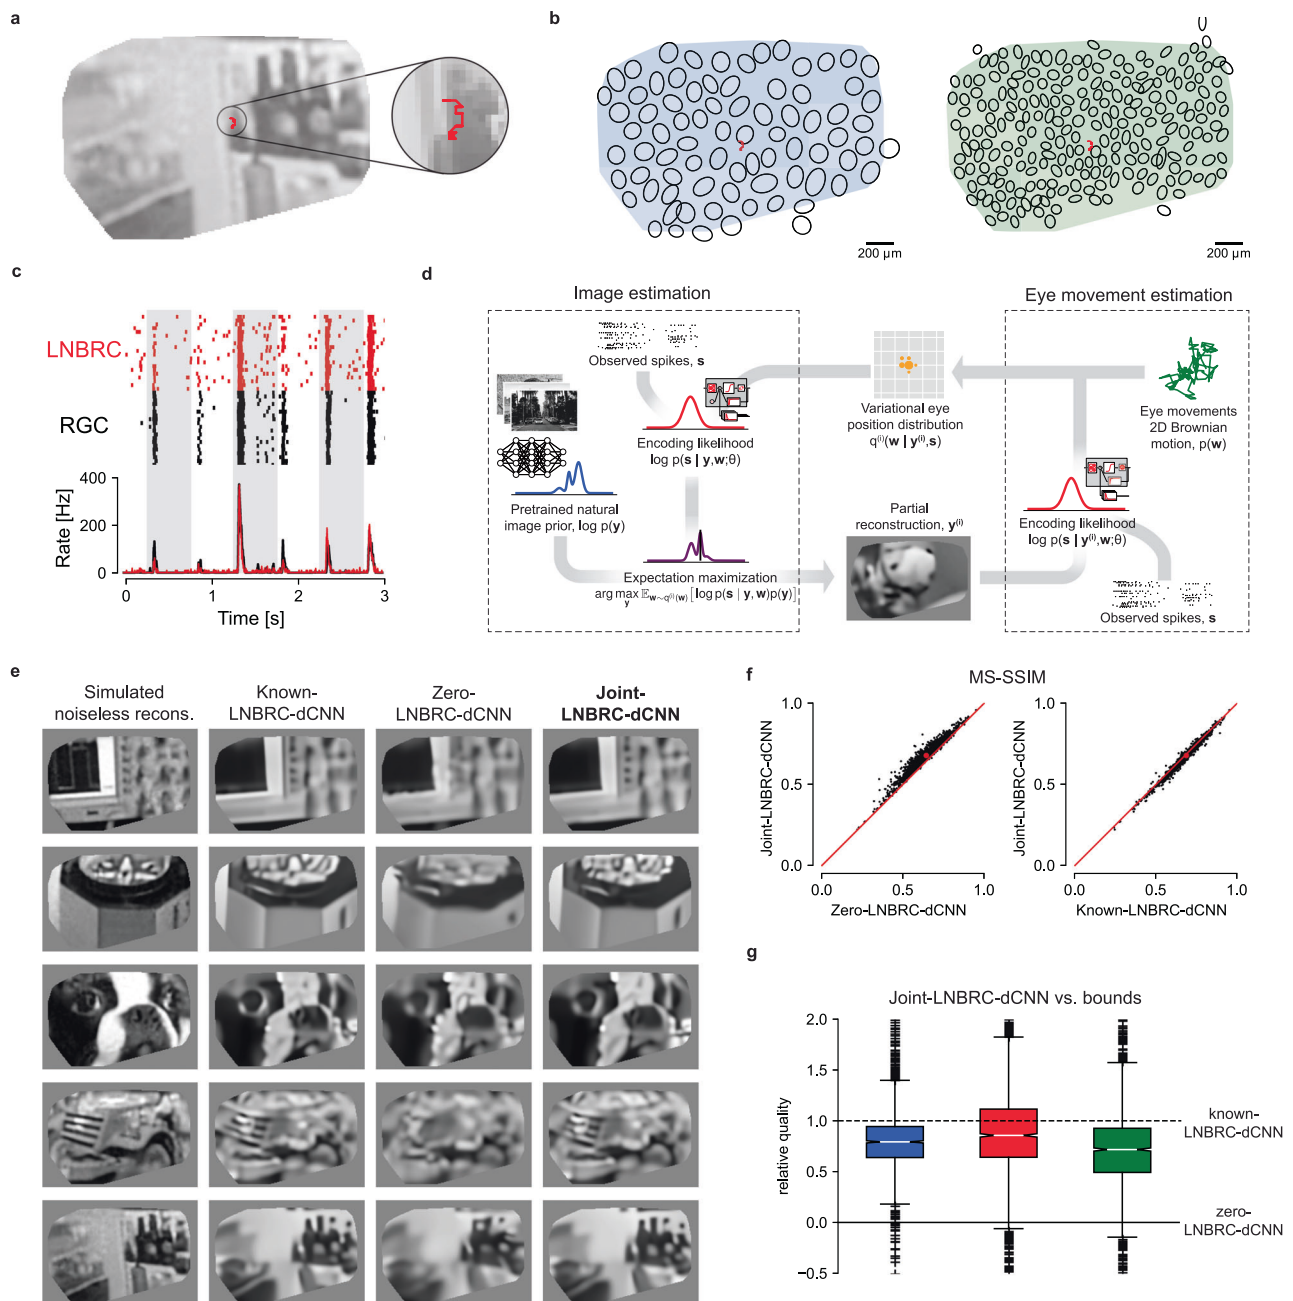 a
b
200 µm
200 µm
c
LNBRC
RGC
Rate [Hz]
400
200
0
0
1
2
3
Time [s]
d
Image estimation
Eye movement estimation
Observed spikes, s
Encoding likelihood
log p(s | y,w;θ)
Pretrained natural
image prior, log p(y)
Expectation maximization
arg max 𝔼w∼q(i)(w) [log p(s | y, w)p(y)]
y
Variational eye
position distribution
q(i)(w | y(i),s)
Partial
reconstruction, y(i)
Eye movements
2D Brownian
motion, p(w)
Encoding likelihood
log p(s | y(i),w;θ)
Observed spikes, s
e
Simulated
noiseless recons.
Known-
LNBRC-dCNN
Zero-
LNBRC-dCNN
Joint-
LNBRC-dCNN
f
MS-SSIM
Joint-LNBRC-dCNN
1.0
0.5
0.0
0.0
0.5
1.0
Zero-LNBRC-dCNN
Joint-LNBRC-dCNN
1.0
0.5
0.0
0.0
0.5
1.0
Known-LNBRC-dCNN
g
Joint-LNBRC-dCNN vs. bounds
relative quality
2.0
1.5
1.0
0.5
0.0
−0.5
known-
LNBRC-dCNN
zero-
LNBRC-dCNN